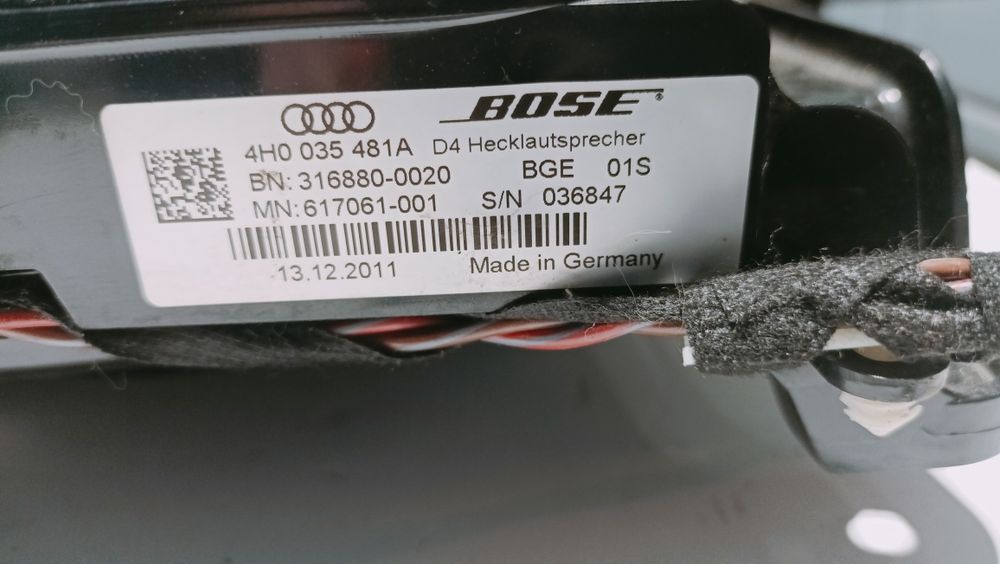 BOSE®
4H0 035 481A D4 Hecklautsprecher
BN: 316880-0020 BGE 01S
MN:617061-001 S/N 036847
13.12.2011 Made in Germany